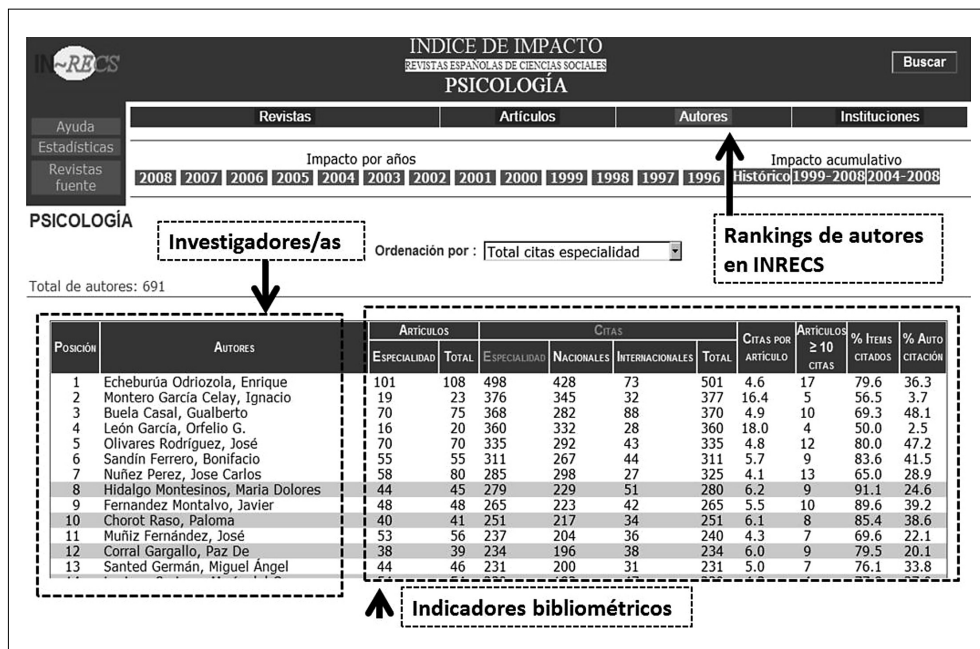 IN~RECS
INDICE DE IMPACTO
REVISTAS ESPAÑOLAS DE CIENCIAS SOCIALES
PSICOLOGÍA
Buscar
Ayuda
Estadísticas
Revistas fuente
Revistas Artículos Autores Instituciones
Impacto por años
2008 2007 2006 2005 2004 2003 2002 2001 2000 1999 1998 1997 1996
Impacto acumulativo
Histórico 1999-2008 2004-2008
PSICOLOGÍA
Investigadores/as
Ordenación por : Total citas especialidad
Rankings de autores
en INRECS
Total de autores: 691
POSICIÓN AUTORES ARTÍCULOS CITAS CITAS POR ARTÍCULO ARTÍCULOS ≥ 10 CITAS % ITEMS CITADOS % AUTO CITACIÓN
ESPECIALIDAD TOTAL ESPECIALIDAD NACIONALES INTERNACIONALES TOTAL
1 Echeburúa Odriozola, Enrique 101 108 498 428 73 501 4.6 17 79.6 36.3
2 Montero García Celay, Ignacio 19 23 376 345 32 377 16.4 5 56.5 3.7
3 Buela Casal, Gualberto 70 75 368 282 88 370 4.9 10 69.3 48.1
4 León García, Orfelio G. 16 20 360 332 28 360 18.0 4 50.0 2.5
5 Olivares Rodríguez, José 70 70 335 292 43 335 4.8 12 80.0 47.2
6 Sandín Ferrero, Bonifacio 55 55 311 267 44 311 5.7 9 83.6 41.5
7 Nuñez Perez, Jose Carlos 58 80 285 298 27 325 4.1 13 65.0 28.9
8 Hidalgo Montesinos, Maria Dolores 44 45 279 229 51 280 6.2 9 91.1 24.6
9 Fernandez Montalvo, Javier 48 48 265 223 42 265 5.5 10 89.6 39.2
10 Chorot Raso, Paloma 40 41 251 217 34 251 6.1 8 85.4 38.6
11 Muñiz Fernández, José 53 56 237 204 36 240 4.3 7 69.6 22.1
12 Corral Gargallo, Paz De 38 39 234 196 38 234 6.0 9 79.5 20.1
13 Santed Germán, Miguel Ángel 44 46 231 200 31 231 5.0 7 76.1 33.8
Indicadores bibliométricos